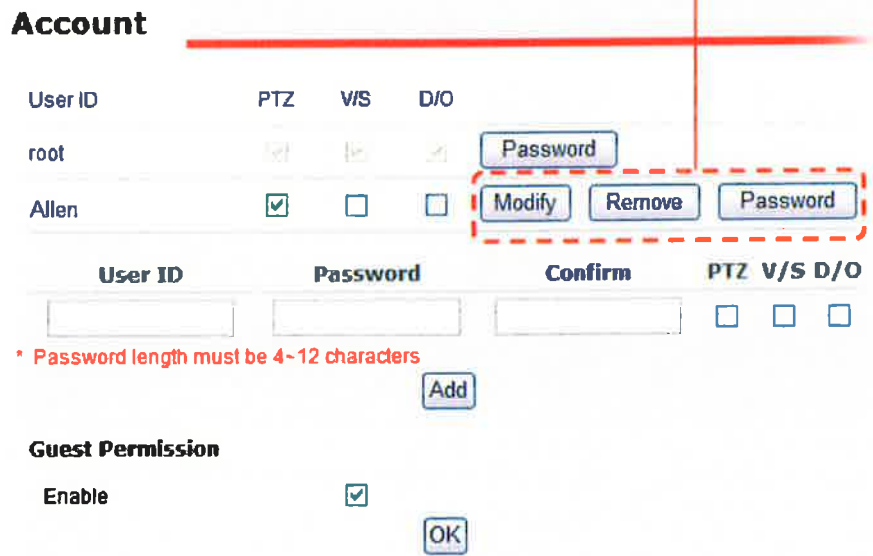 Account
User ID PTZ V/S D/O
root Password
Allen Modify Remove Password
User ID Password Confirm PTZ V/S D/O
* Password length must be 4~12 characters
Add
Guest Permission
Enable
OK